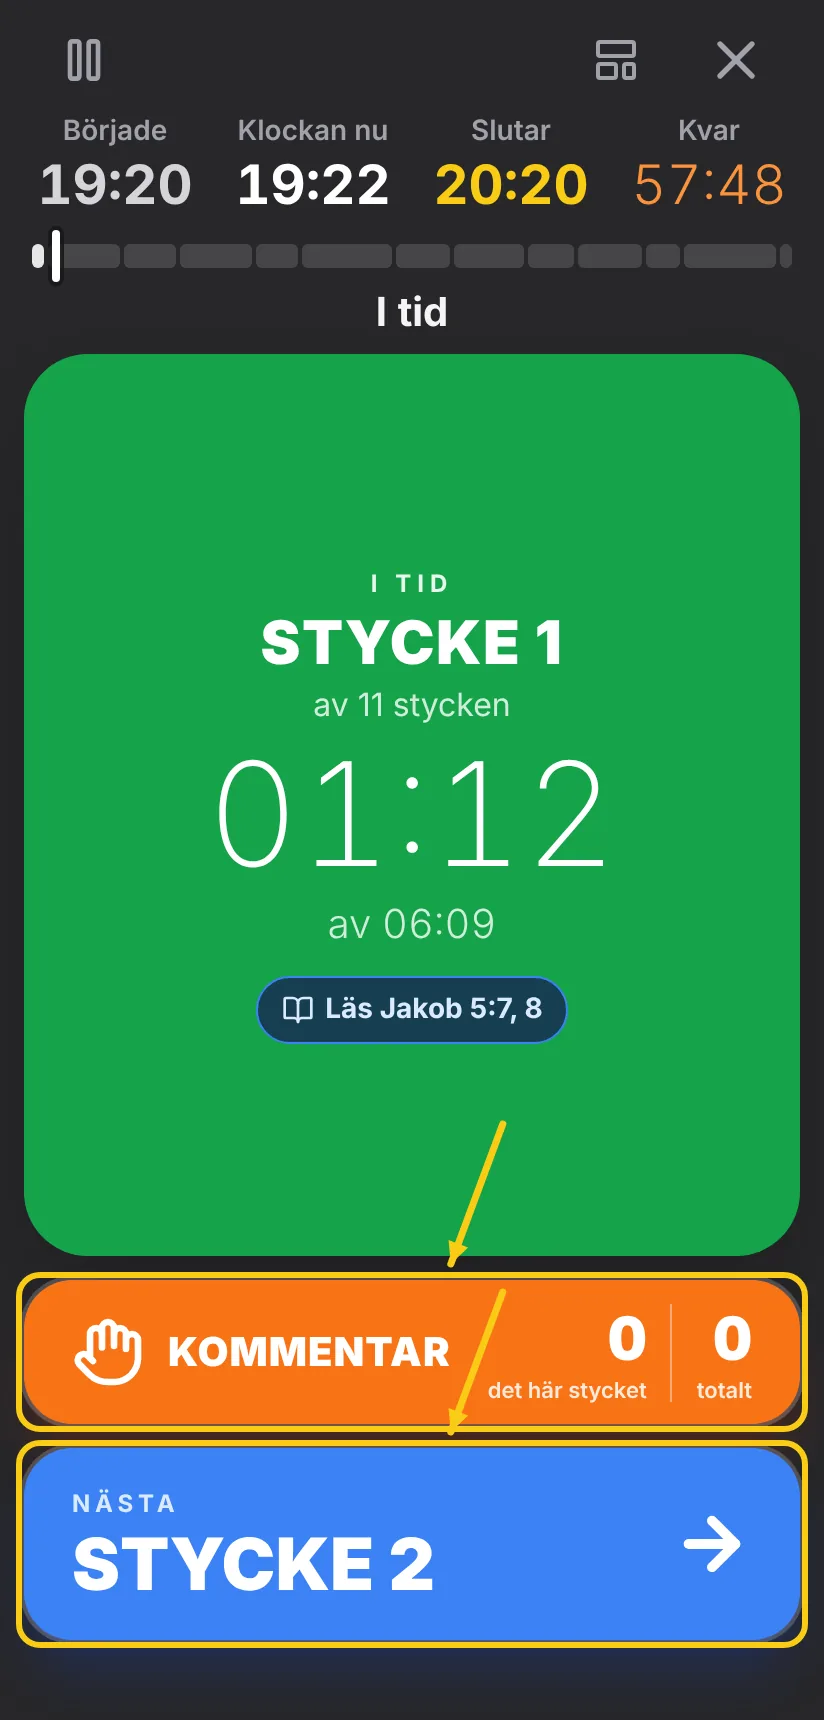 Började Klockan nu Slutar Kvar
19:20 19:22 20:20 57:48
I tid
I TID
STYCKE 1
av 11 stycken
01:12
av 06:09
Läs Jakob 5:7, 8
KOMMENTAR 0 0
det här stycket totalt
NÄSTA
STYCKE 2